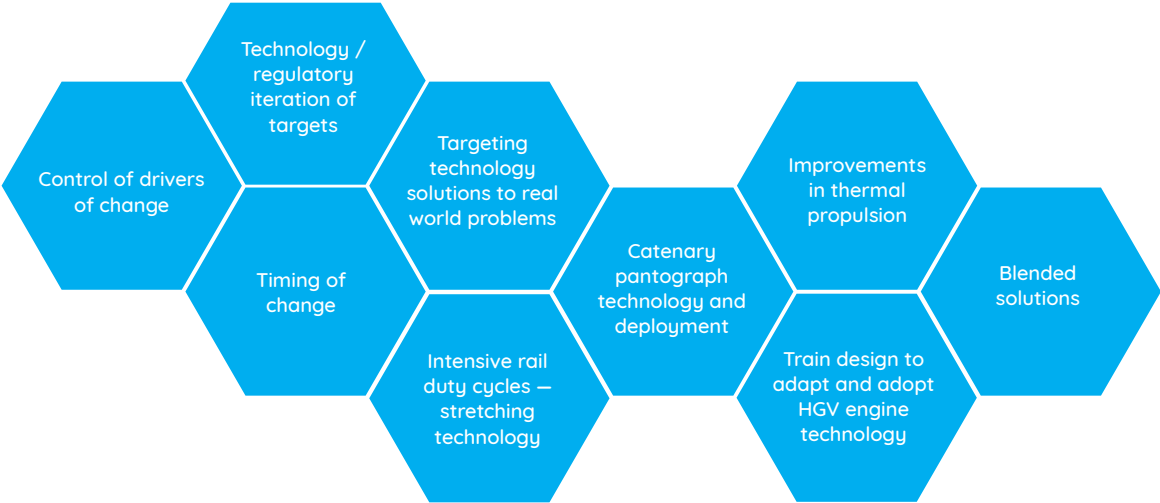 Control of drivers
of change
Technology /
regulatory
iteration of
targets
Timing of
change
Targeting
technology
solutions to real
world problems
Intensive rail
duty cycles —
stretching
technology
Catenary
pantograph
technology and
deployment
Improvements
in thermal
propulsion
Train design to
adapt and adopt
HGV engine
technology
Blended
solutions